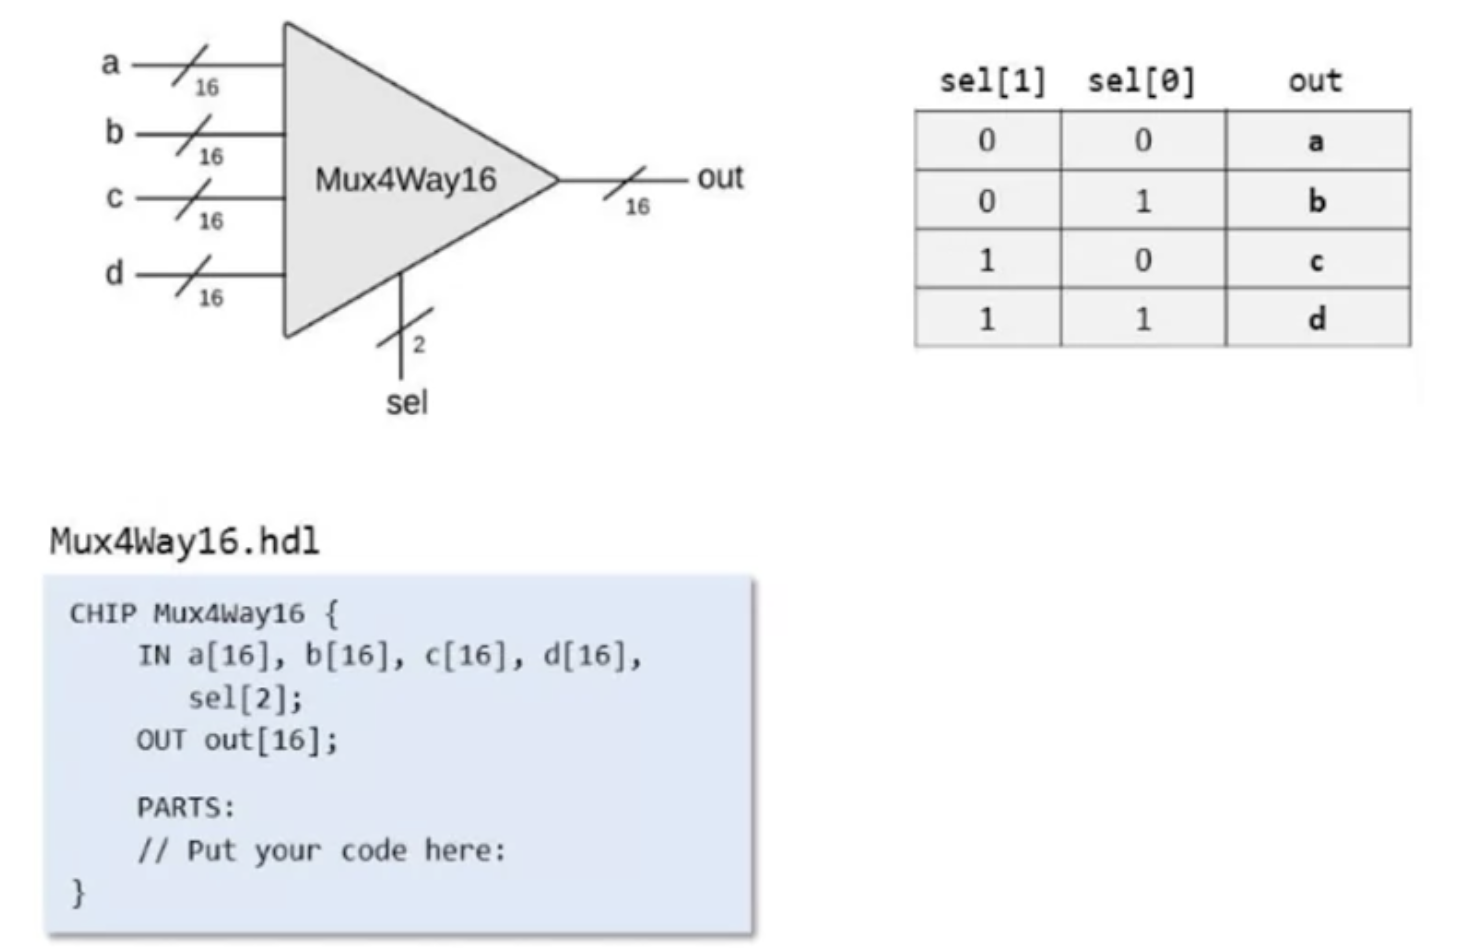 a
16
b
16
c
16
d
16
Mux4Way16
16
out
2
sel
sel[1] sel[0] out
0 0 a
0 1 b
1 0 c
1 1 d
Mux4Way16.hdl
CHIP Mux4Way16 {
IN a[16], b[16], c[16], d[16],
sel[2];
OUT out[16];
PARTS:
// Put your code here:
}